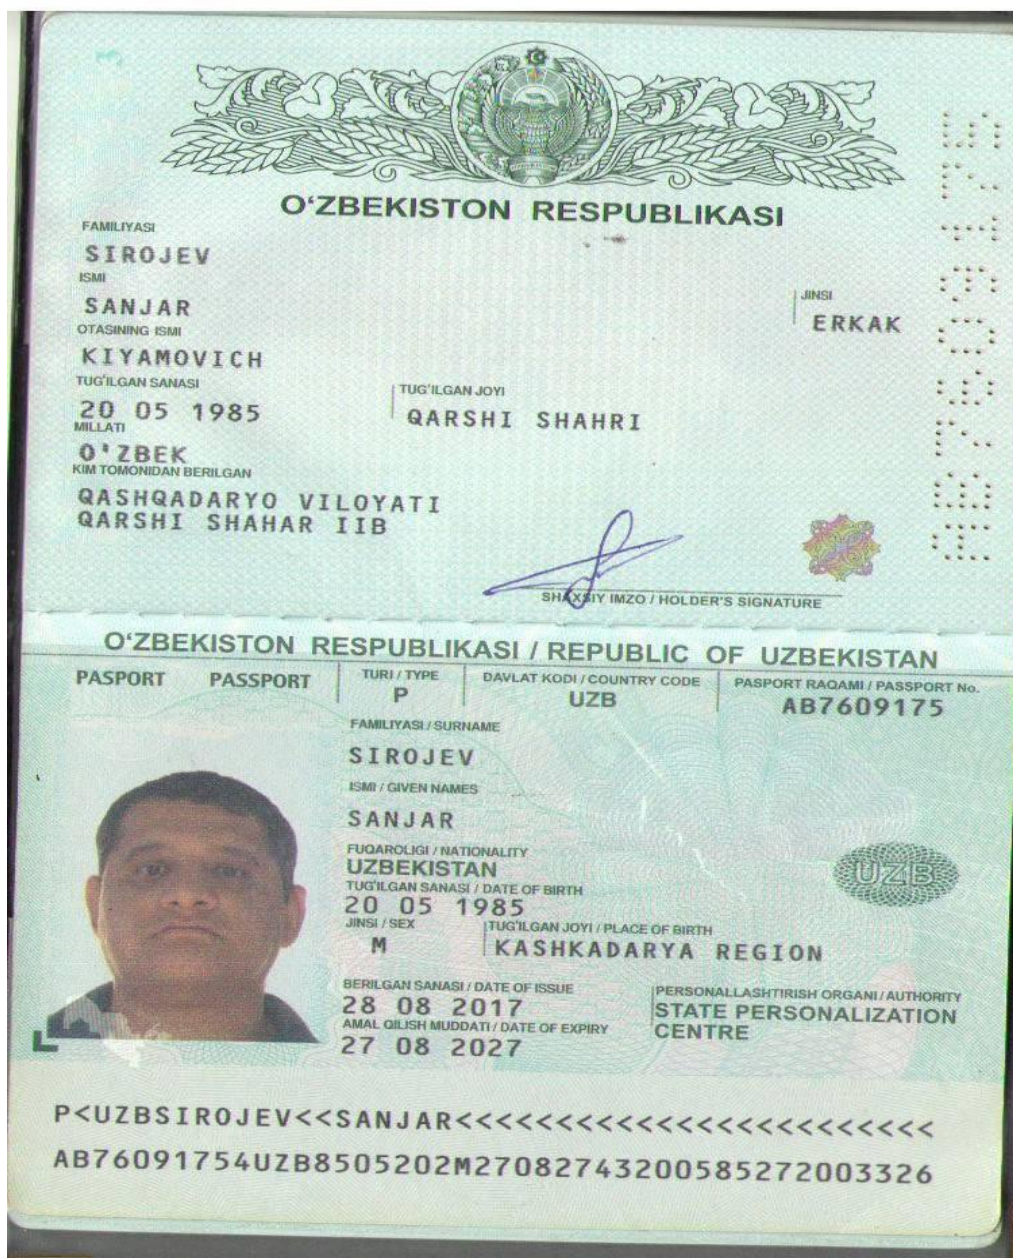 O‘ZBEKISTON RESPUBLIKASI
FAMILIYASI
SIROJEV
ISMI
SANJAR
JINSI
ERKAK
OTASINING ISMI
KIYAMOVICH
TUG'ILGAN SANASI
20 05 1985
TUG'ILGAN JOYI
QARSHI SHAHRI
MILLATI
O'ZBEK
KIM TOMONIDAN BERILGAN
QASHQADARYO VILOYATI
QARSHI SHAHAR IIB
SHAXSIY IMZO / HOLDER'S SIGNATURE
AB7609175
O‘ZBEKISTON RESPUBLIKASI / REPUBLIC OF UZBEKISTAN
PASPORT PASSPORT
TURI / TYPE
P
DAVLAT KODI / COUNTRY CODE
UZB
PASPORT RAQAMI / PASSPORT No.
AB7609175
FAMILIYASI / SURNAME
SIROJEV
ISMI / GIVEN NAMES
SANJAR
FUQAROLIGI / NATIONALITY
UZBEKISTAN
UZB
TUG'ILGAN SANASI / DATE OF BIRTH
20 05 1985
JINSI / SEX
M
TUG'ILGAN JOYI / PLACE OF BIRTH
KASHKADARYA REGION
BERILGAN SANASI / DATE OF ISSUE
28 08 2017
PERSONALLASHTIRISH ORGANI / AUTHORITY
STATE PERSONALIZATION
CENTRE
AMAL QILISH MUDDATI / DATE OF EXPIRY
27 08 2027
P<UZBSIROJEV<<SANJAR<<<<<<<<<<<<<<<<<<<<<<<<
AB76091754UZB8505202M27082743200585272003326